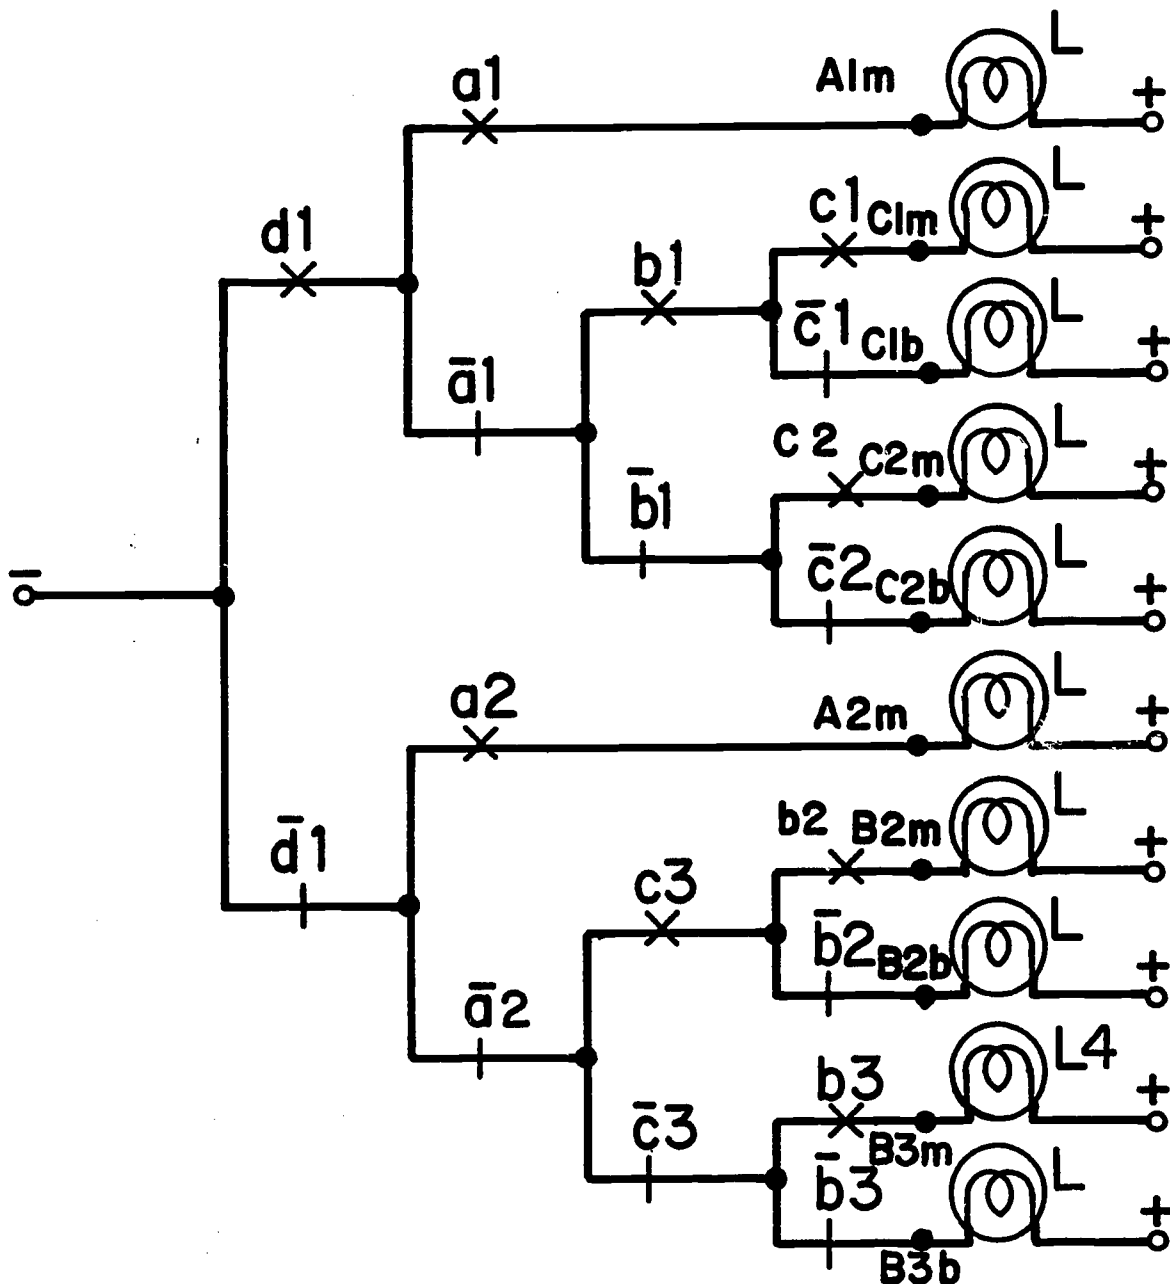 L
a1 A1m +
L
d1 c1 C1m +
b1 L
c̄1 C1b +
ā1
L
C2 C2m +
b̄1 L
c̄2 C2b +
−
L
a2 A2m +
L
b2 B2m +
d̄1
c3 L
b̄2 B2b +
ā2
L4
b3 +
c̄3 B3m
b̄3 L
+
B3b